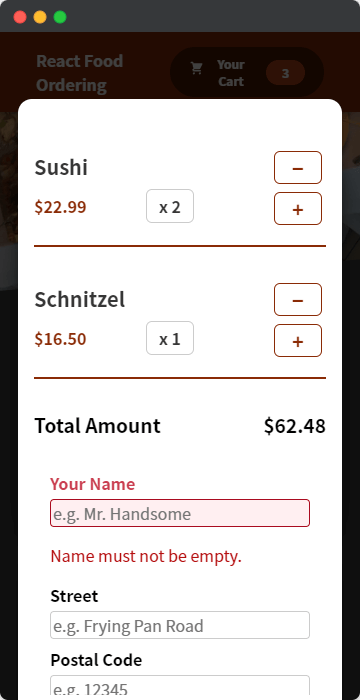 React Food
Ordering
Your
Cart
3
Sushi
−
$22.99
x 2
+
Schnitzel
−
$16.50
x 1
+
Total Amount
$62.48
Your Name
e.g. Mr. Handsome
Name must not be empty.
Street
e.g. Frying Pan Road
Postal Code
e.g. 12345